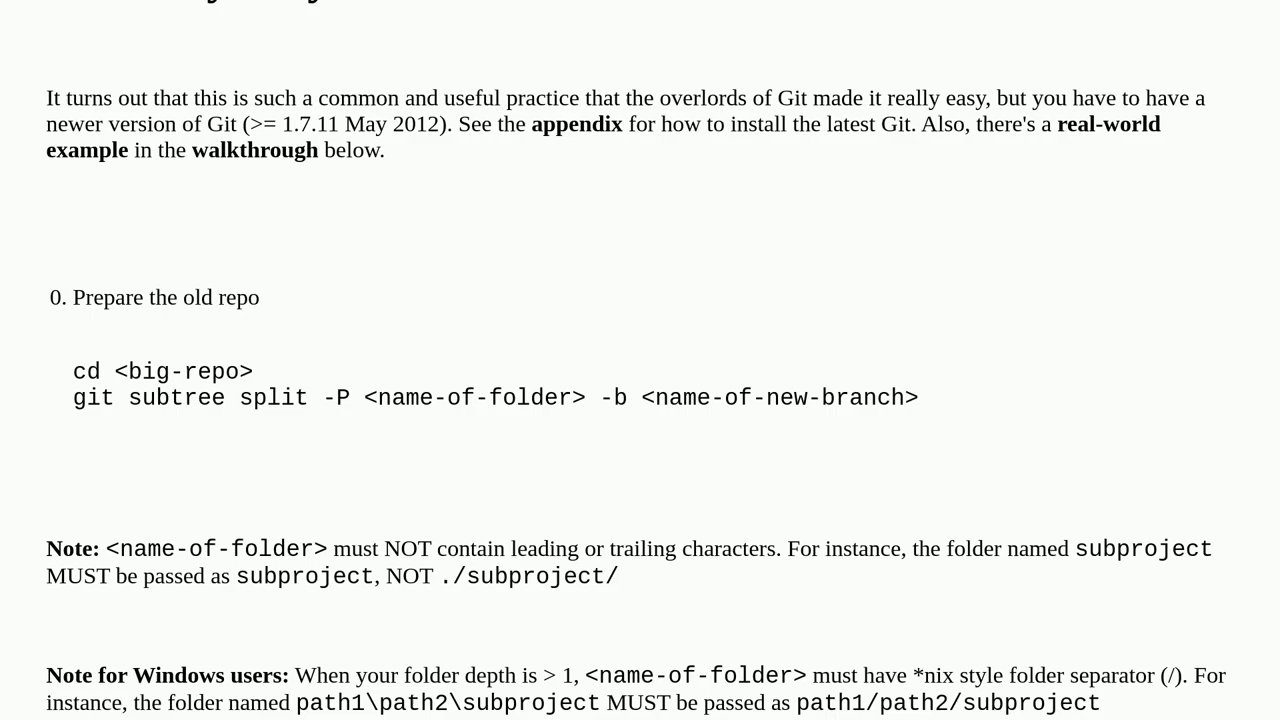 It turns out that this is such a common and useful practice that the overlords of Git made it really easy, but you have to have a
newer version of Git (>= 1.7.11 May 2012). See the appendix for how to install the latest Git. Also, there's a real-world
example in the walkthrough below.
0. Prepare the old repo
cd <big-repo>
git subtree split -P <name-of-folder> -b <name-of-new-branch>
Note: <name-of-folder> must NOT contain leading or trailing characters. For instance, the folder named subproject
MUST be passed as subproject, NOT ./subproject/
Note for Windows users: When your folder depth is > 1, <name-of-folder> must have *nix style folder separator (/). For
instance, the folder named path1\path2\subproject MUST be passed as path1/path2/subproject